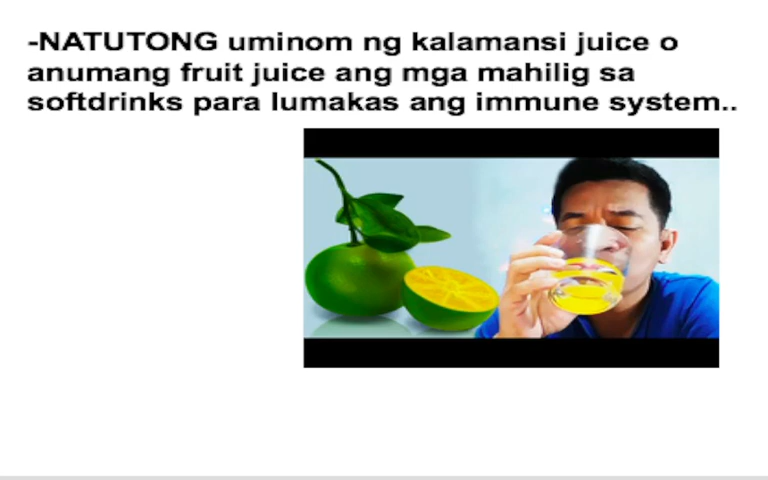 -NATUTONG uminom ng kalamansi juice o
anumang fruit juice ang mga mahilig sa
softdrinks para lumakas ang immune system..